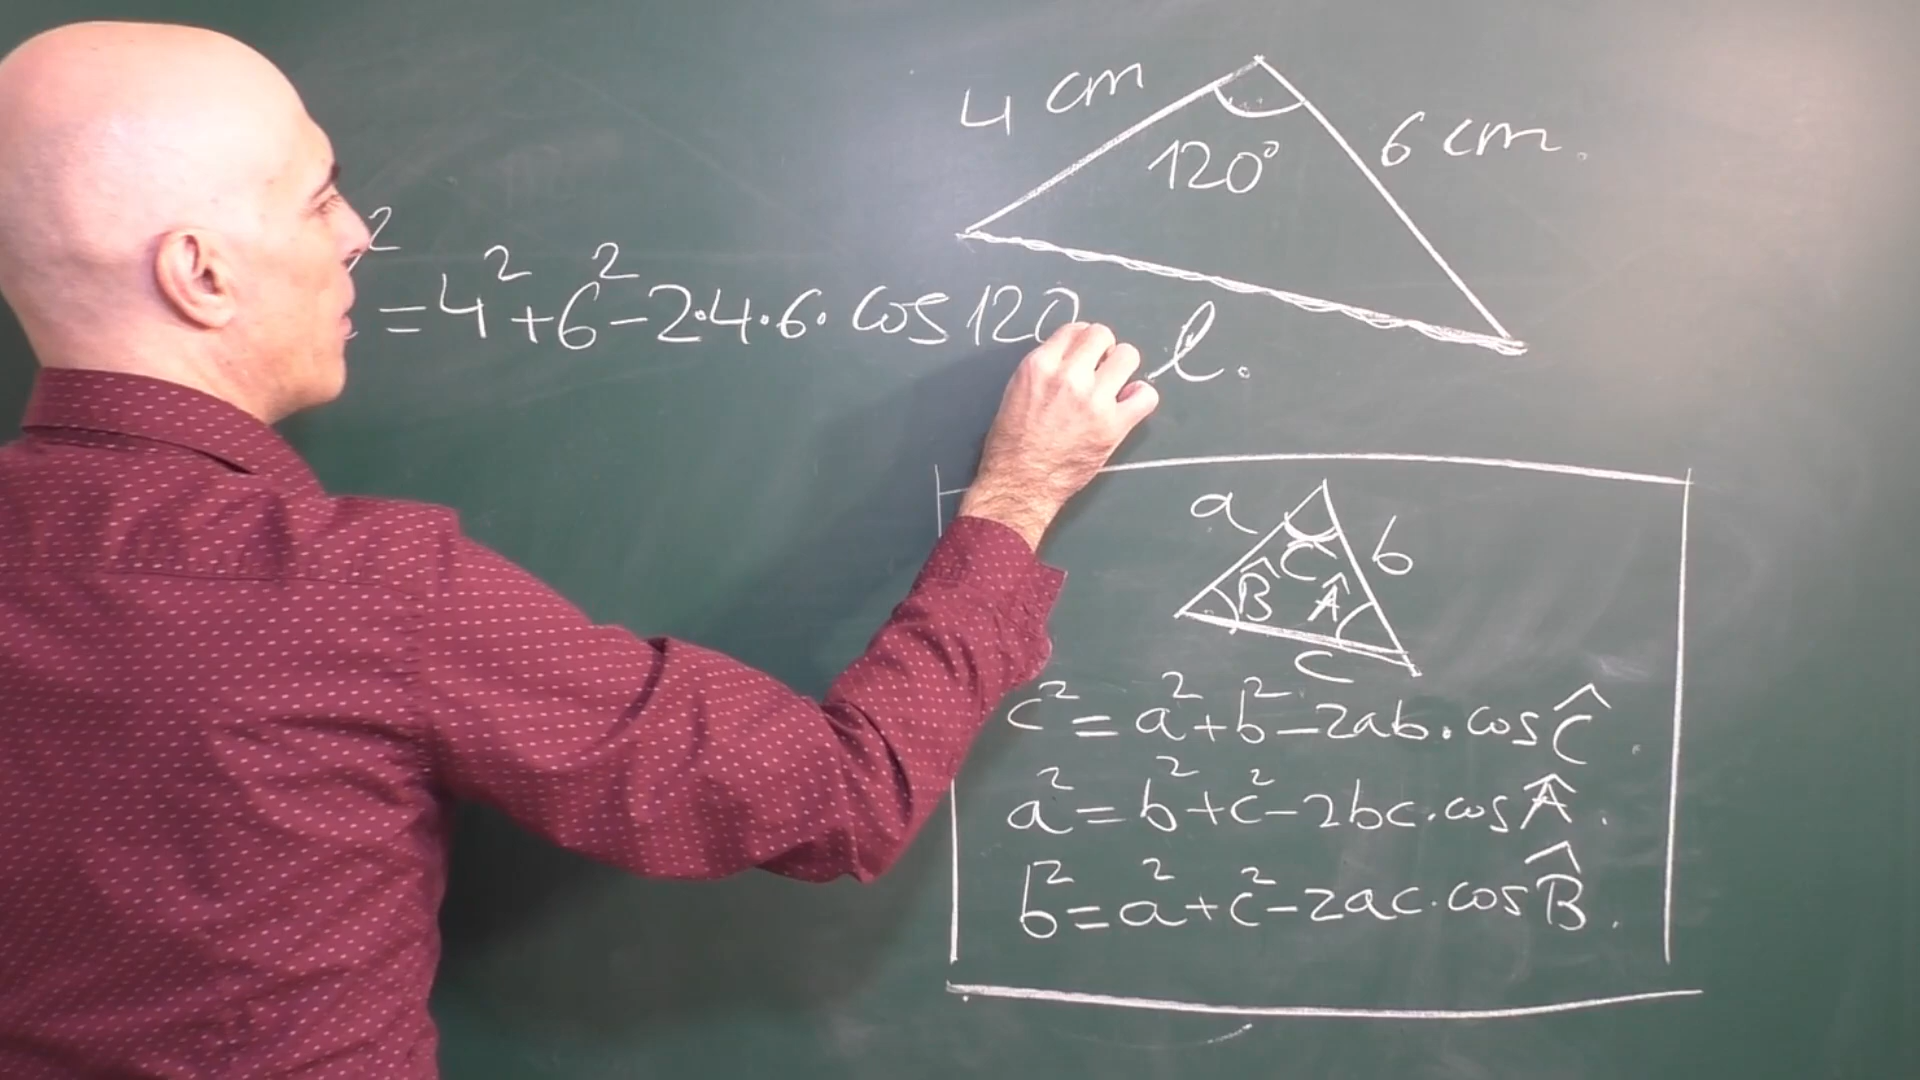 4 cm
6 cm.
120°
² = 4² + 6² - 2·4·6· cos 120
l.
a
b
Ĉ
B̂
Â
c
c² = a² + b² - 2ab · cos Ĉ
a² = b² + c² - 2bc · cos Â.
b² = a² + c² - 2ac · cos B̂.